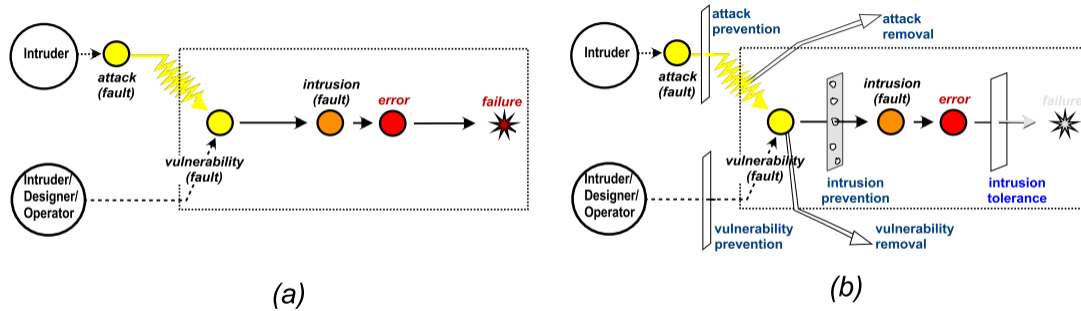 Intruder
attack
(fault)
intrusion
(fault)
error
failure
vulnerability
(fault)
Intruder/
Designer/
Operator
(a)
attack
prevention
attack
removal
Intruder
attack
(fault)
intrusion
(fault)
error
failure
vulnerability
(fault)
intrusion
prevention
intrusion
tolerance
Intruder/
Designer/
Operator
vulnerability
prevention
vulnerability
removal
(b)